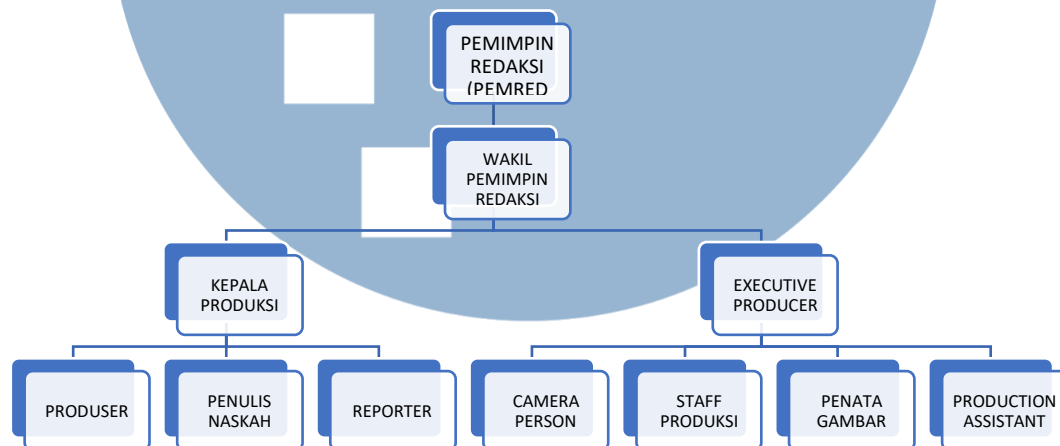 PEMIMPIN
REDAKSI
(PEMRED
WAKIL
PEMIMPIN
REDAKSI
KEPALA
PRODUKSI
EXECUTIVE
PRODUCER
PRODUSER
PENULIS
NASKAH
REPORTER
CAMERA
PERSON
STAFF
PRODUKSI
PENATA
GAMBAR
PRODUCTION
ASSISTANT